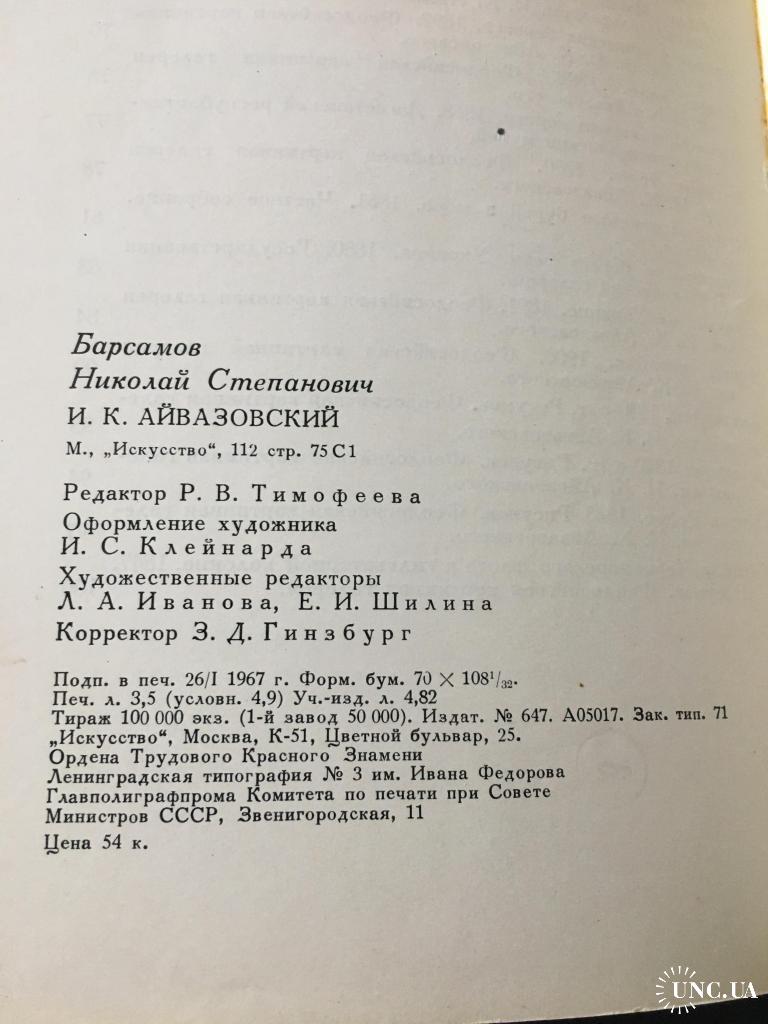 Барсамов
Николай Степанович
И. К. АЙВАЗОВСКИЙ
М., „Искусство“, 112 стр. 75С1
Редактор Р. В. Тимофеева
Оформление художника
И. С. Клейнарда
Художественные редакторы
Л. А. Иванова, Е. И. Шилина
Корректор З. Д. Гинзбург
Подп. в печ. 26/I 1967 г. Форм. бум. 70 × 108¹/₃₂.
Печ. л. 3,5 (условн. 4,9) Уч.-изд. л. 4,82
Тираж 100 000 экз. (1-й завод 50 000). Издат. № 647. А05017. Зак. тип. 71
„Искусство“, Москва, К-51, Цветной бульвар, 25.
Ордена Трудового Красного Знамени
Ленинградская типография № 3 им. Ивана Федорова
Главполиграфпрома Комитета по печати при Совете
Министров СССР, Звенигородская, 11
Цена 54 к.
UNC.UA